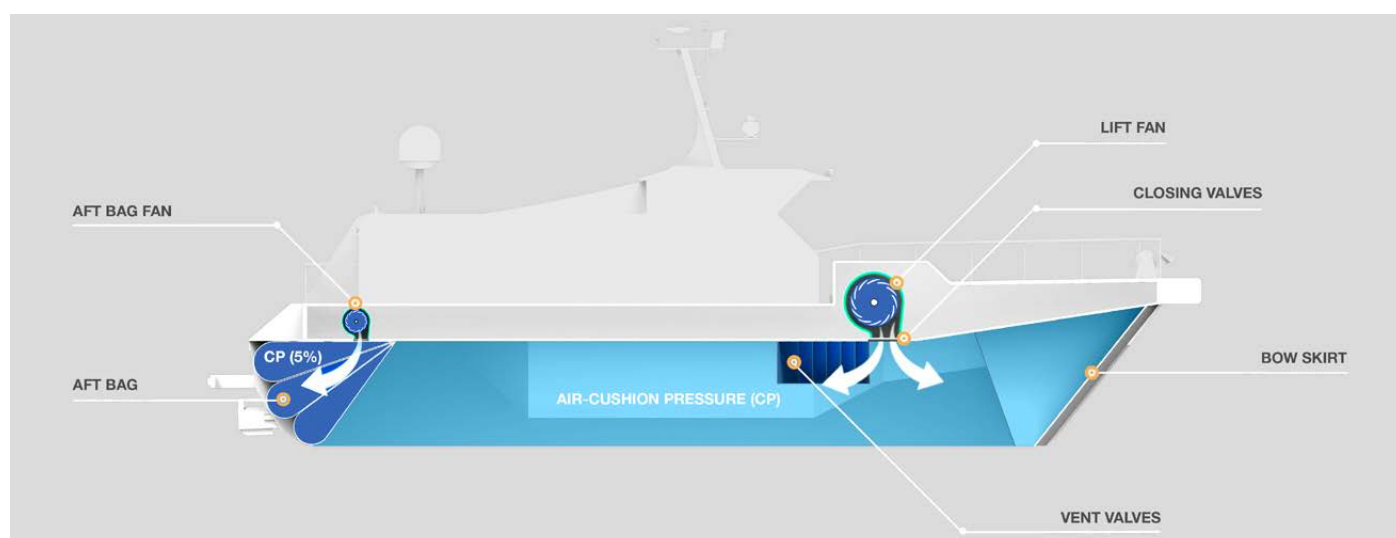 LIFT FAN
CLOSING VALVES
AFT BAG FAN
CP (5%)
BOW SKIRT
AFT BAG
AIR-CUSHION PRESSURE (CP)
VENT VALVES